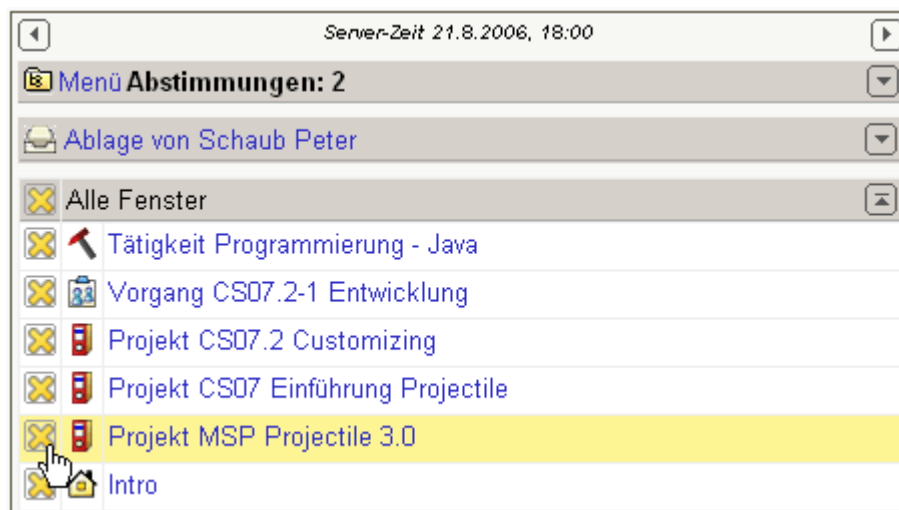 Server-Zeit 21.8.2006, 18:00
Menü Abstimmungen: 2
Ablage von Schaub Peter
Alle Fenster
Tätigkeit Programmierung - Java
Vorgang CS07.2-1 Entwicklung
Projekt CS07.2 Customizing
Projekt CS07 Einführung Projectile
Projekt MSP Projectile 3.0
Intro